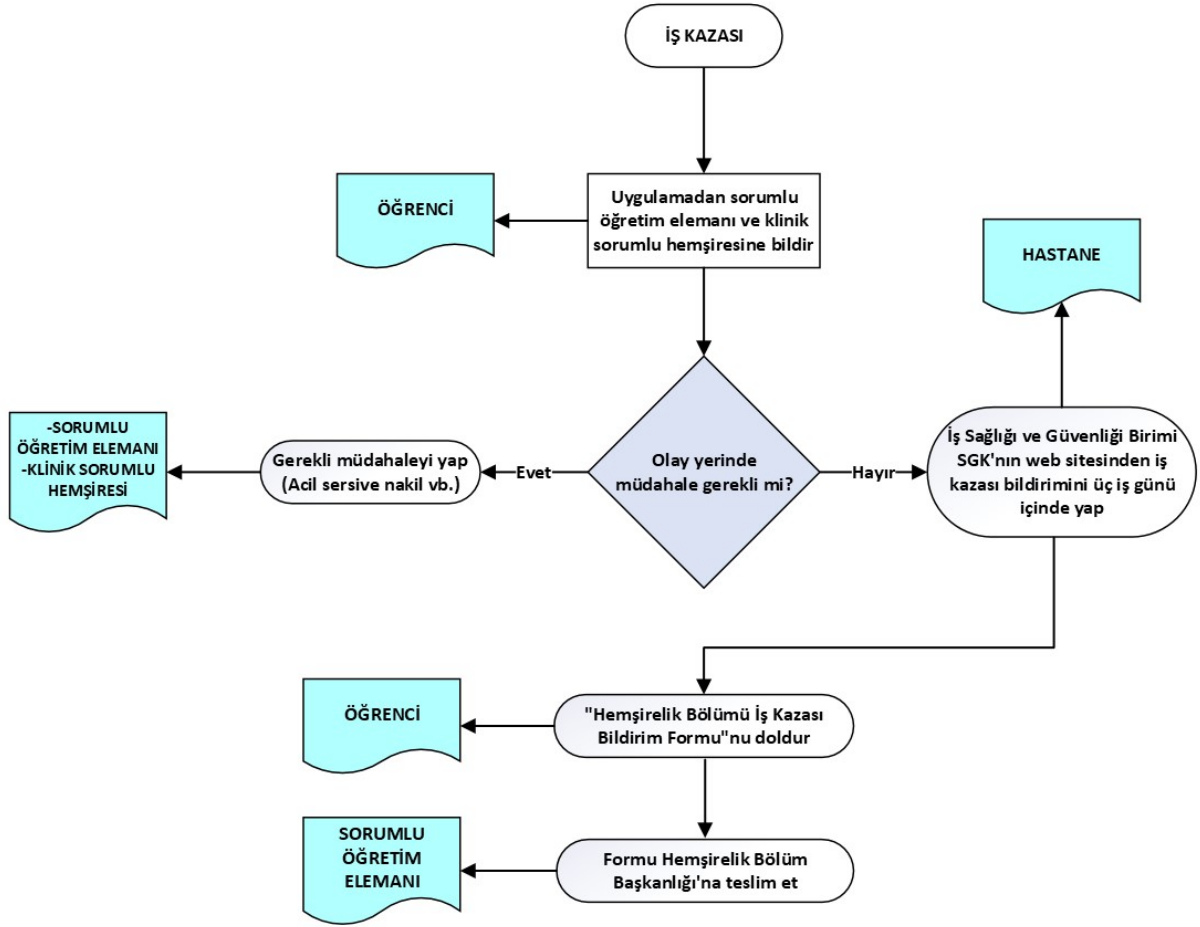 İŞ KAZASI
ÖĞRENCİ
Uygulamadan sorumlu
öğretim elemanı ve klinik
sorumlu hemşiresine bildir
HASTANE
-SORUMLU
ÖĞRETİM ELEMANI
-KLİNİK SORUMLU
HEMŞİRESİ
Gerekli müdahaleyi yap
(Acil sersive nakil vb.)
Evet
Olay yerinde
müdahale gerekli mi?
Hayır
İş Sağlığı ve Güvenliği Birimi
SGK'nın web sitesinden iş
kazası bildirimini üç iş günü
içinde yap
ÖĞRENCİ
"Hemşirelik Bölümü İş Kazası
Bildirim Formu"nu doldur
SORUMLU
ÖĞRETİM
ELEMANI
Formu Hemşirelik Bölüm
Başkanlığı'na teslim et